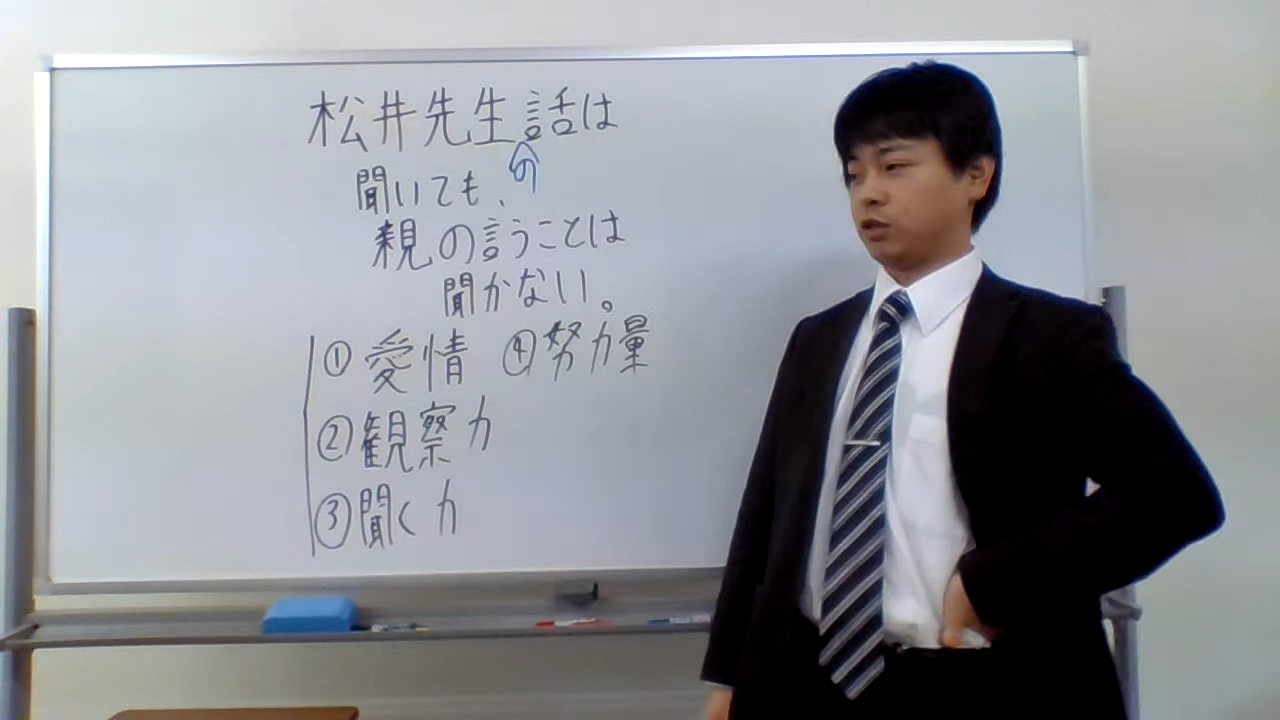 松井先生の話は
聞いても、
親の言うことは
聞かない。
① 愛情 ④努力量
②観察力
③聞く力